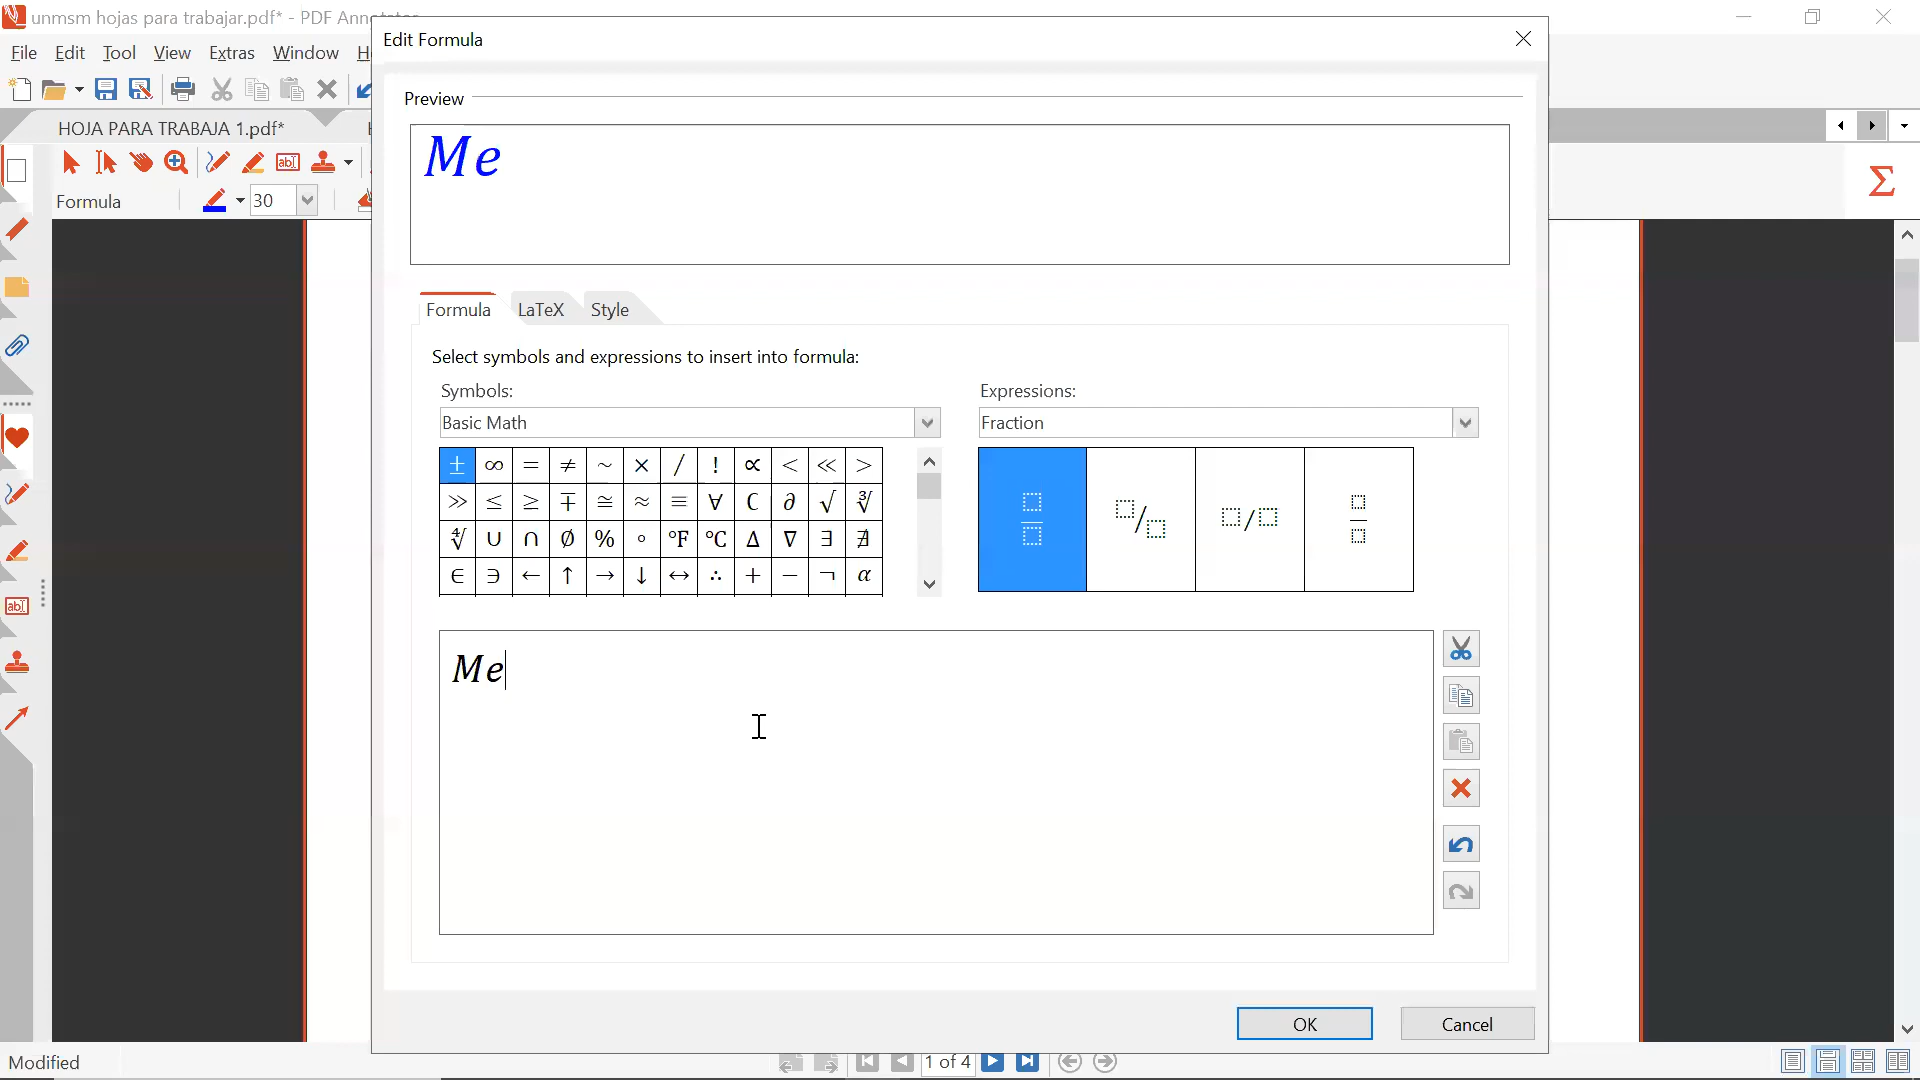 unmsm hojas para trabajar.pdf* - PDF Annotator
File Edit Tool View Extras Window
HOJA PARA TRABAJA 1.pdf*
Formula
30
Edit Formula
Preview
Me
Formula LaTeX Style
Select symbols and expressions to insert into formula:
Symbols:
Expressions:
Basic Math
Fraction
± ∞ = ≠ ~ × / ! ∝ < ≪ >
≫ ≤ ≥ ∓ ≅ ≈ ≡ ∀ ∁ ∂ √ ∛
∜ ∪ ∩ ∅ % ° °F °C ∆ ∇ ∃ ∄
∈ ∋ ← ↑ → ↓ ↔ ∴ + − ¬ α
Me
OK Cancel
Modified
1 of 4